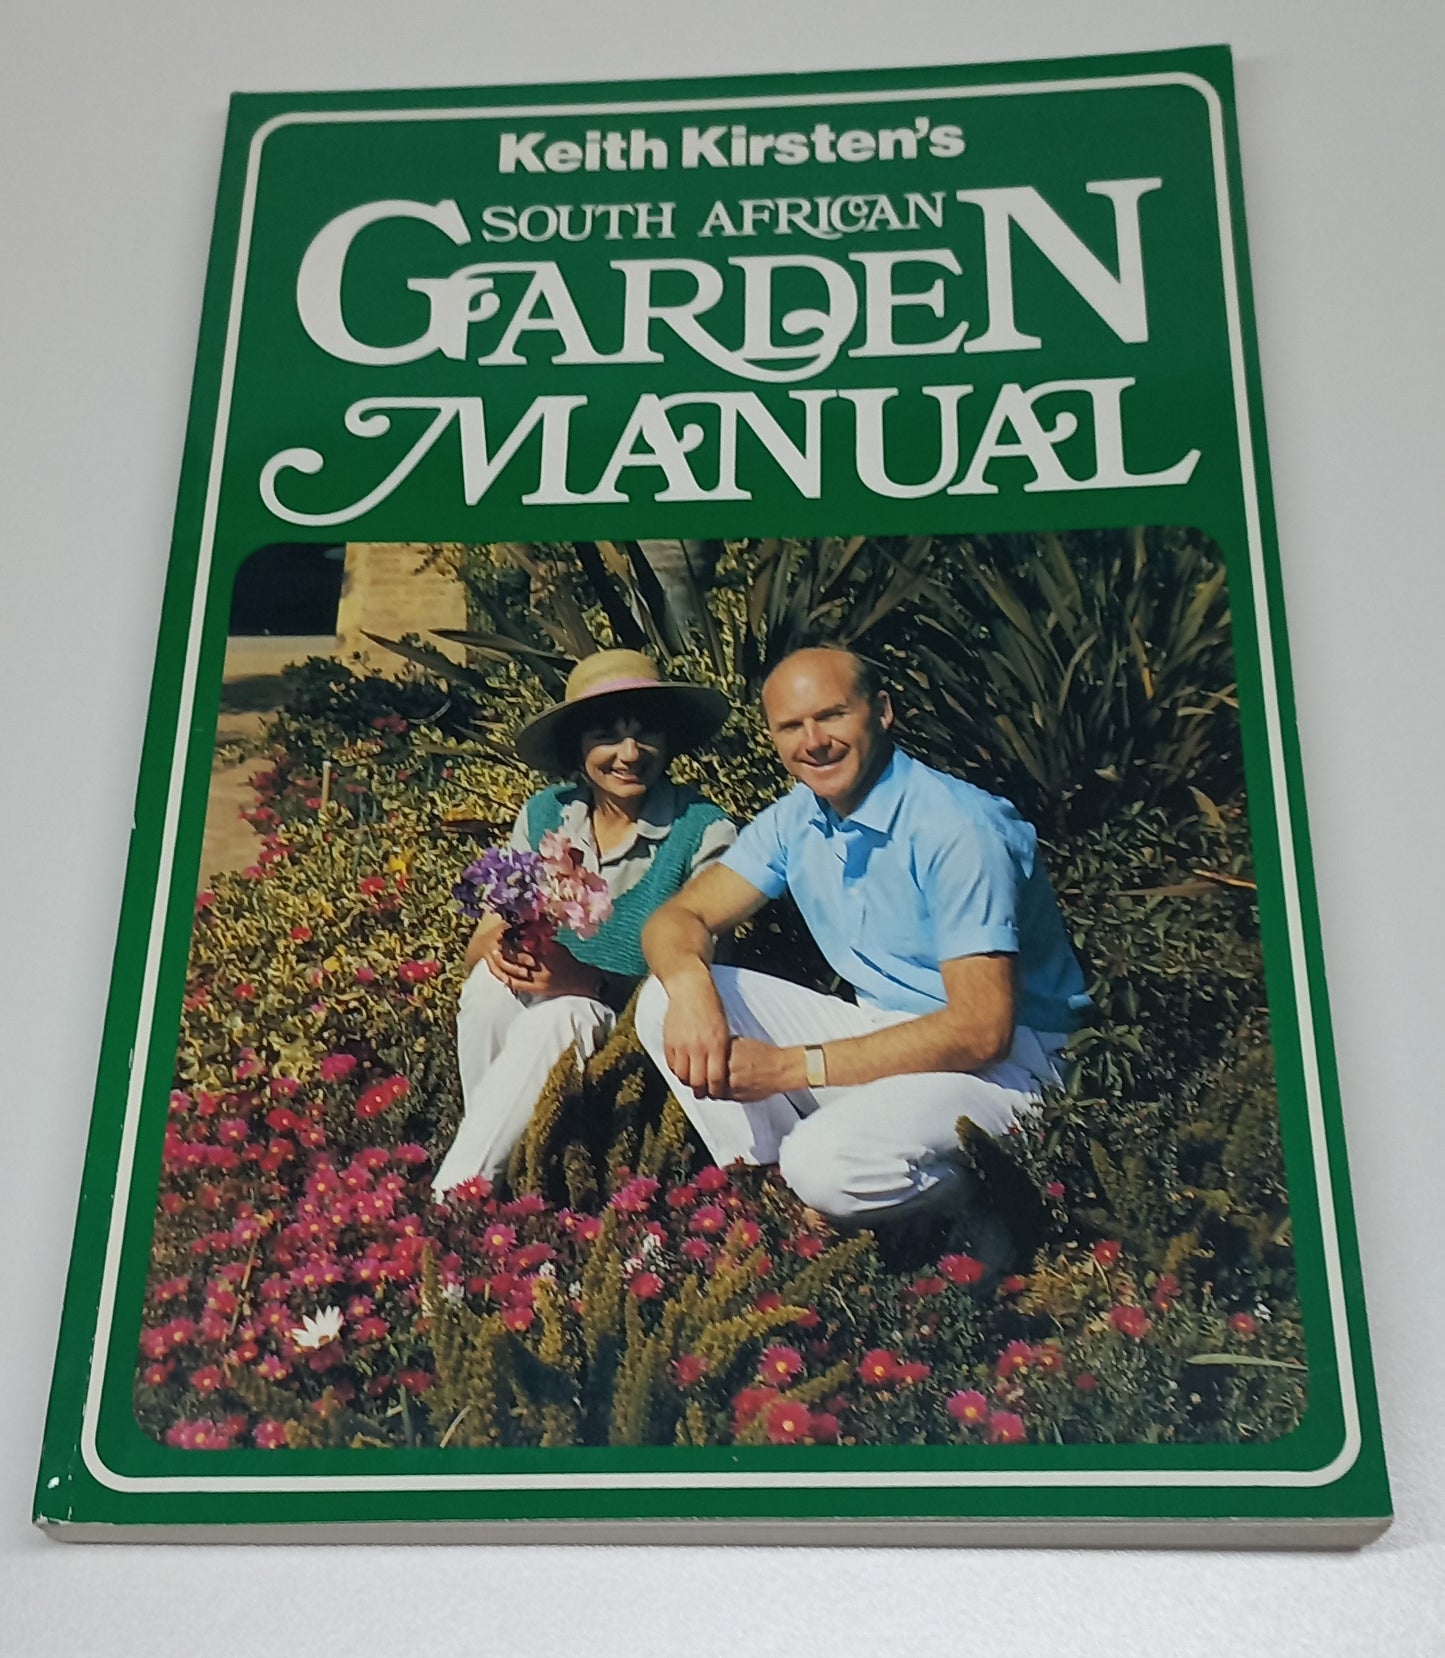 Keith Kirsten's
SOUTH AFRICAN
GARDEN
MANUAL